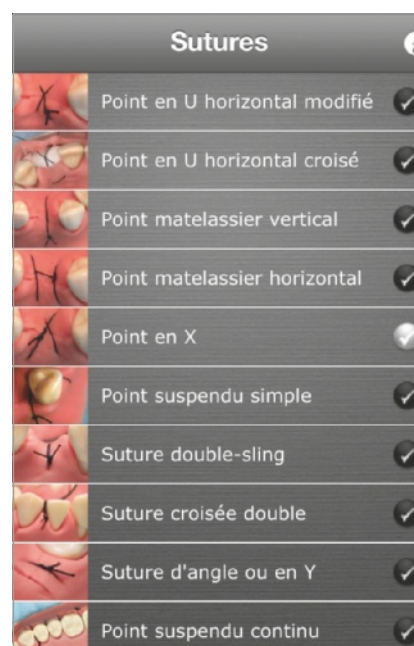 Sutures
Point en U horizontal modifié
Point en U horizontal croisé
Point matelassier vertical
Point matelassier horizontal
Point en X
Point suspendu simple
Suture double-sling
Suture croisée double
Suture d'angle ou en Y
Point suspendu continu